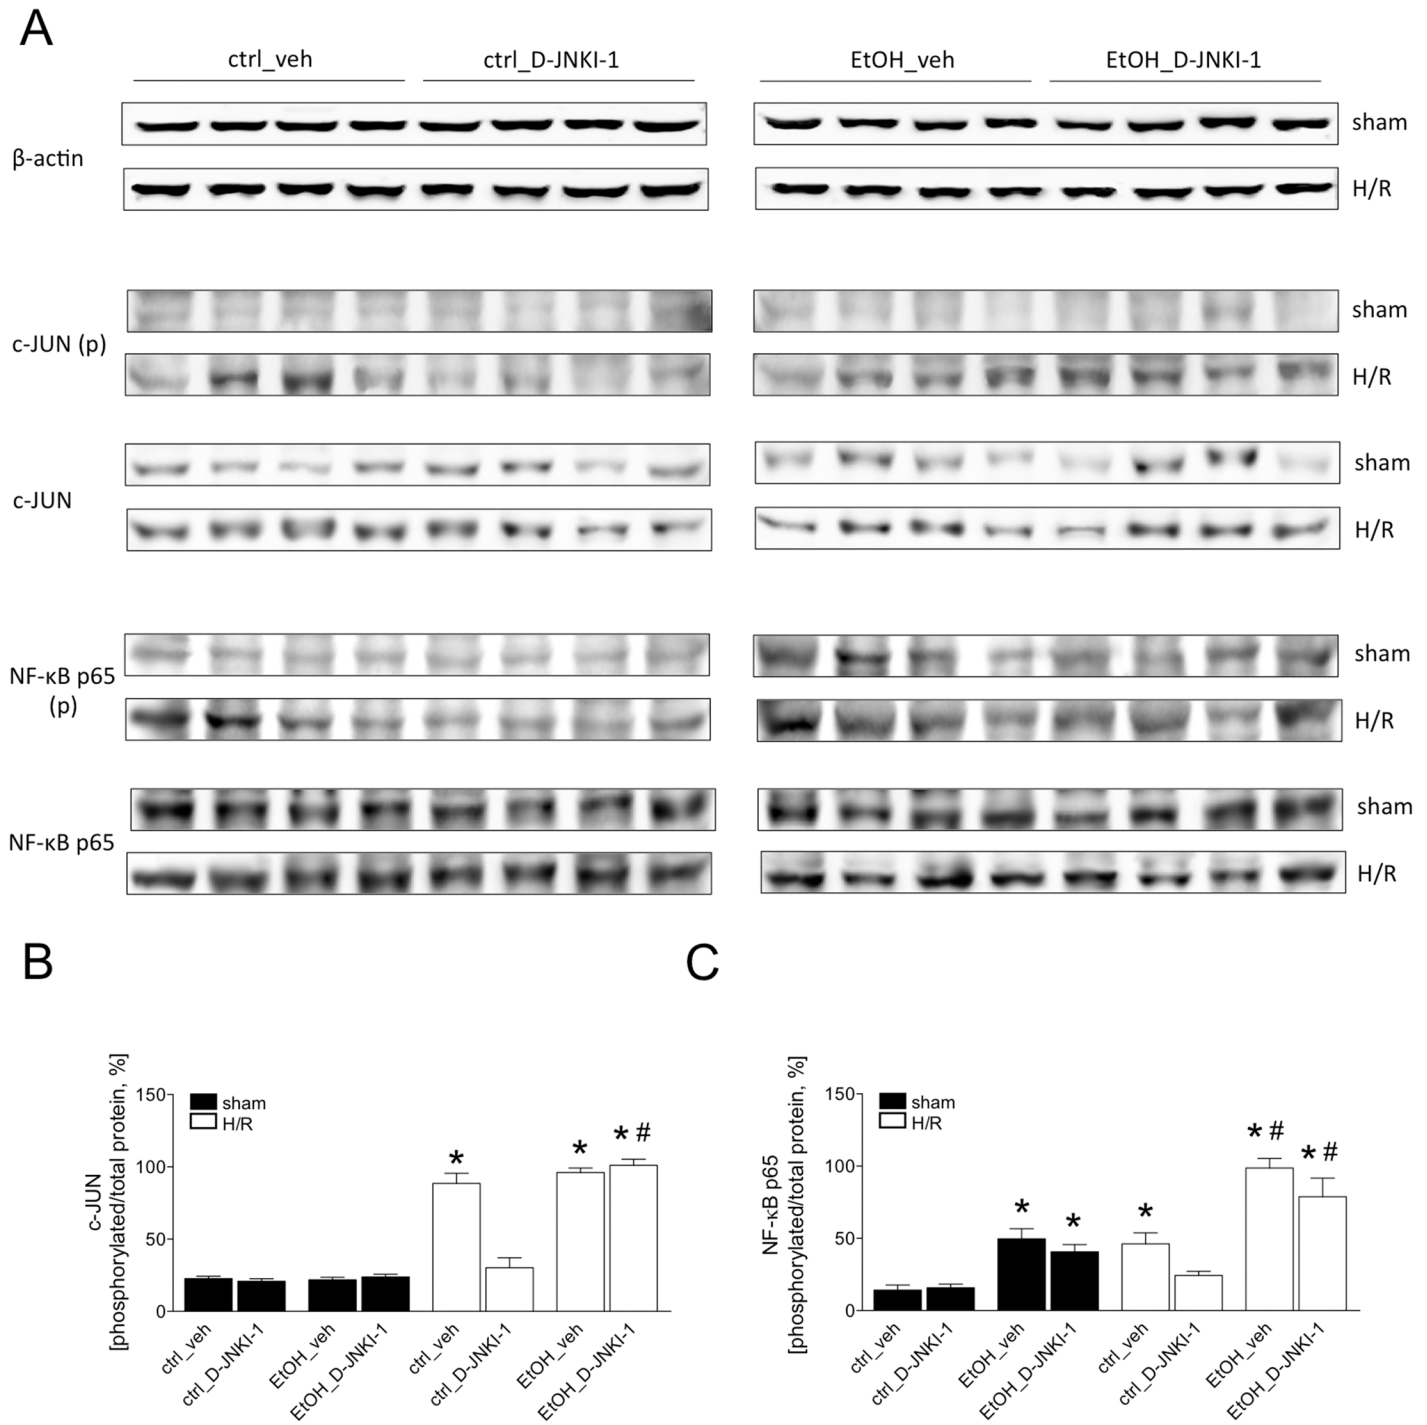 A
ctrl_veh ctrl_D-JNKI-1 EtOH_veh EtOH_D-JNKI-1
sham
β-actin
H/R
sham
c-JUN (p)
H/R
sham
c-JUN
H/R
sham
NF-κB p65
(p)
H/R
sham
NF-κB p65
H/R
B
c-JUN
[phosphorylated/total protein, %]
150
100
50
0
sham
H/R
*
*
* #
ctrl_veh
ctrl_D-JNKI-1
EtOH_veh
EtOH_D-JNKI-1
ctrl_veh
ctrl_D-JNKI-1
EtOH_veh
EtOH_D-JNKI-1
C
NF-κB p65
[phosphorylated/total protein, %]
150
100
50
0
sham
H/R
*
*
*
* #
* #
ctrl_veh
ctrl_D-JNKI-1
EtOH_veh
EtOH_D-JNKI-1
ctrl_veh
ctrl_D-JNKI-1
EtOH_veh
EtOH_D-JNKI-1